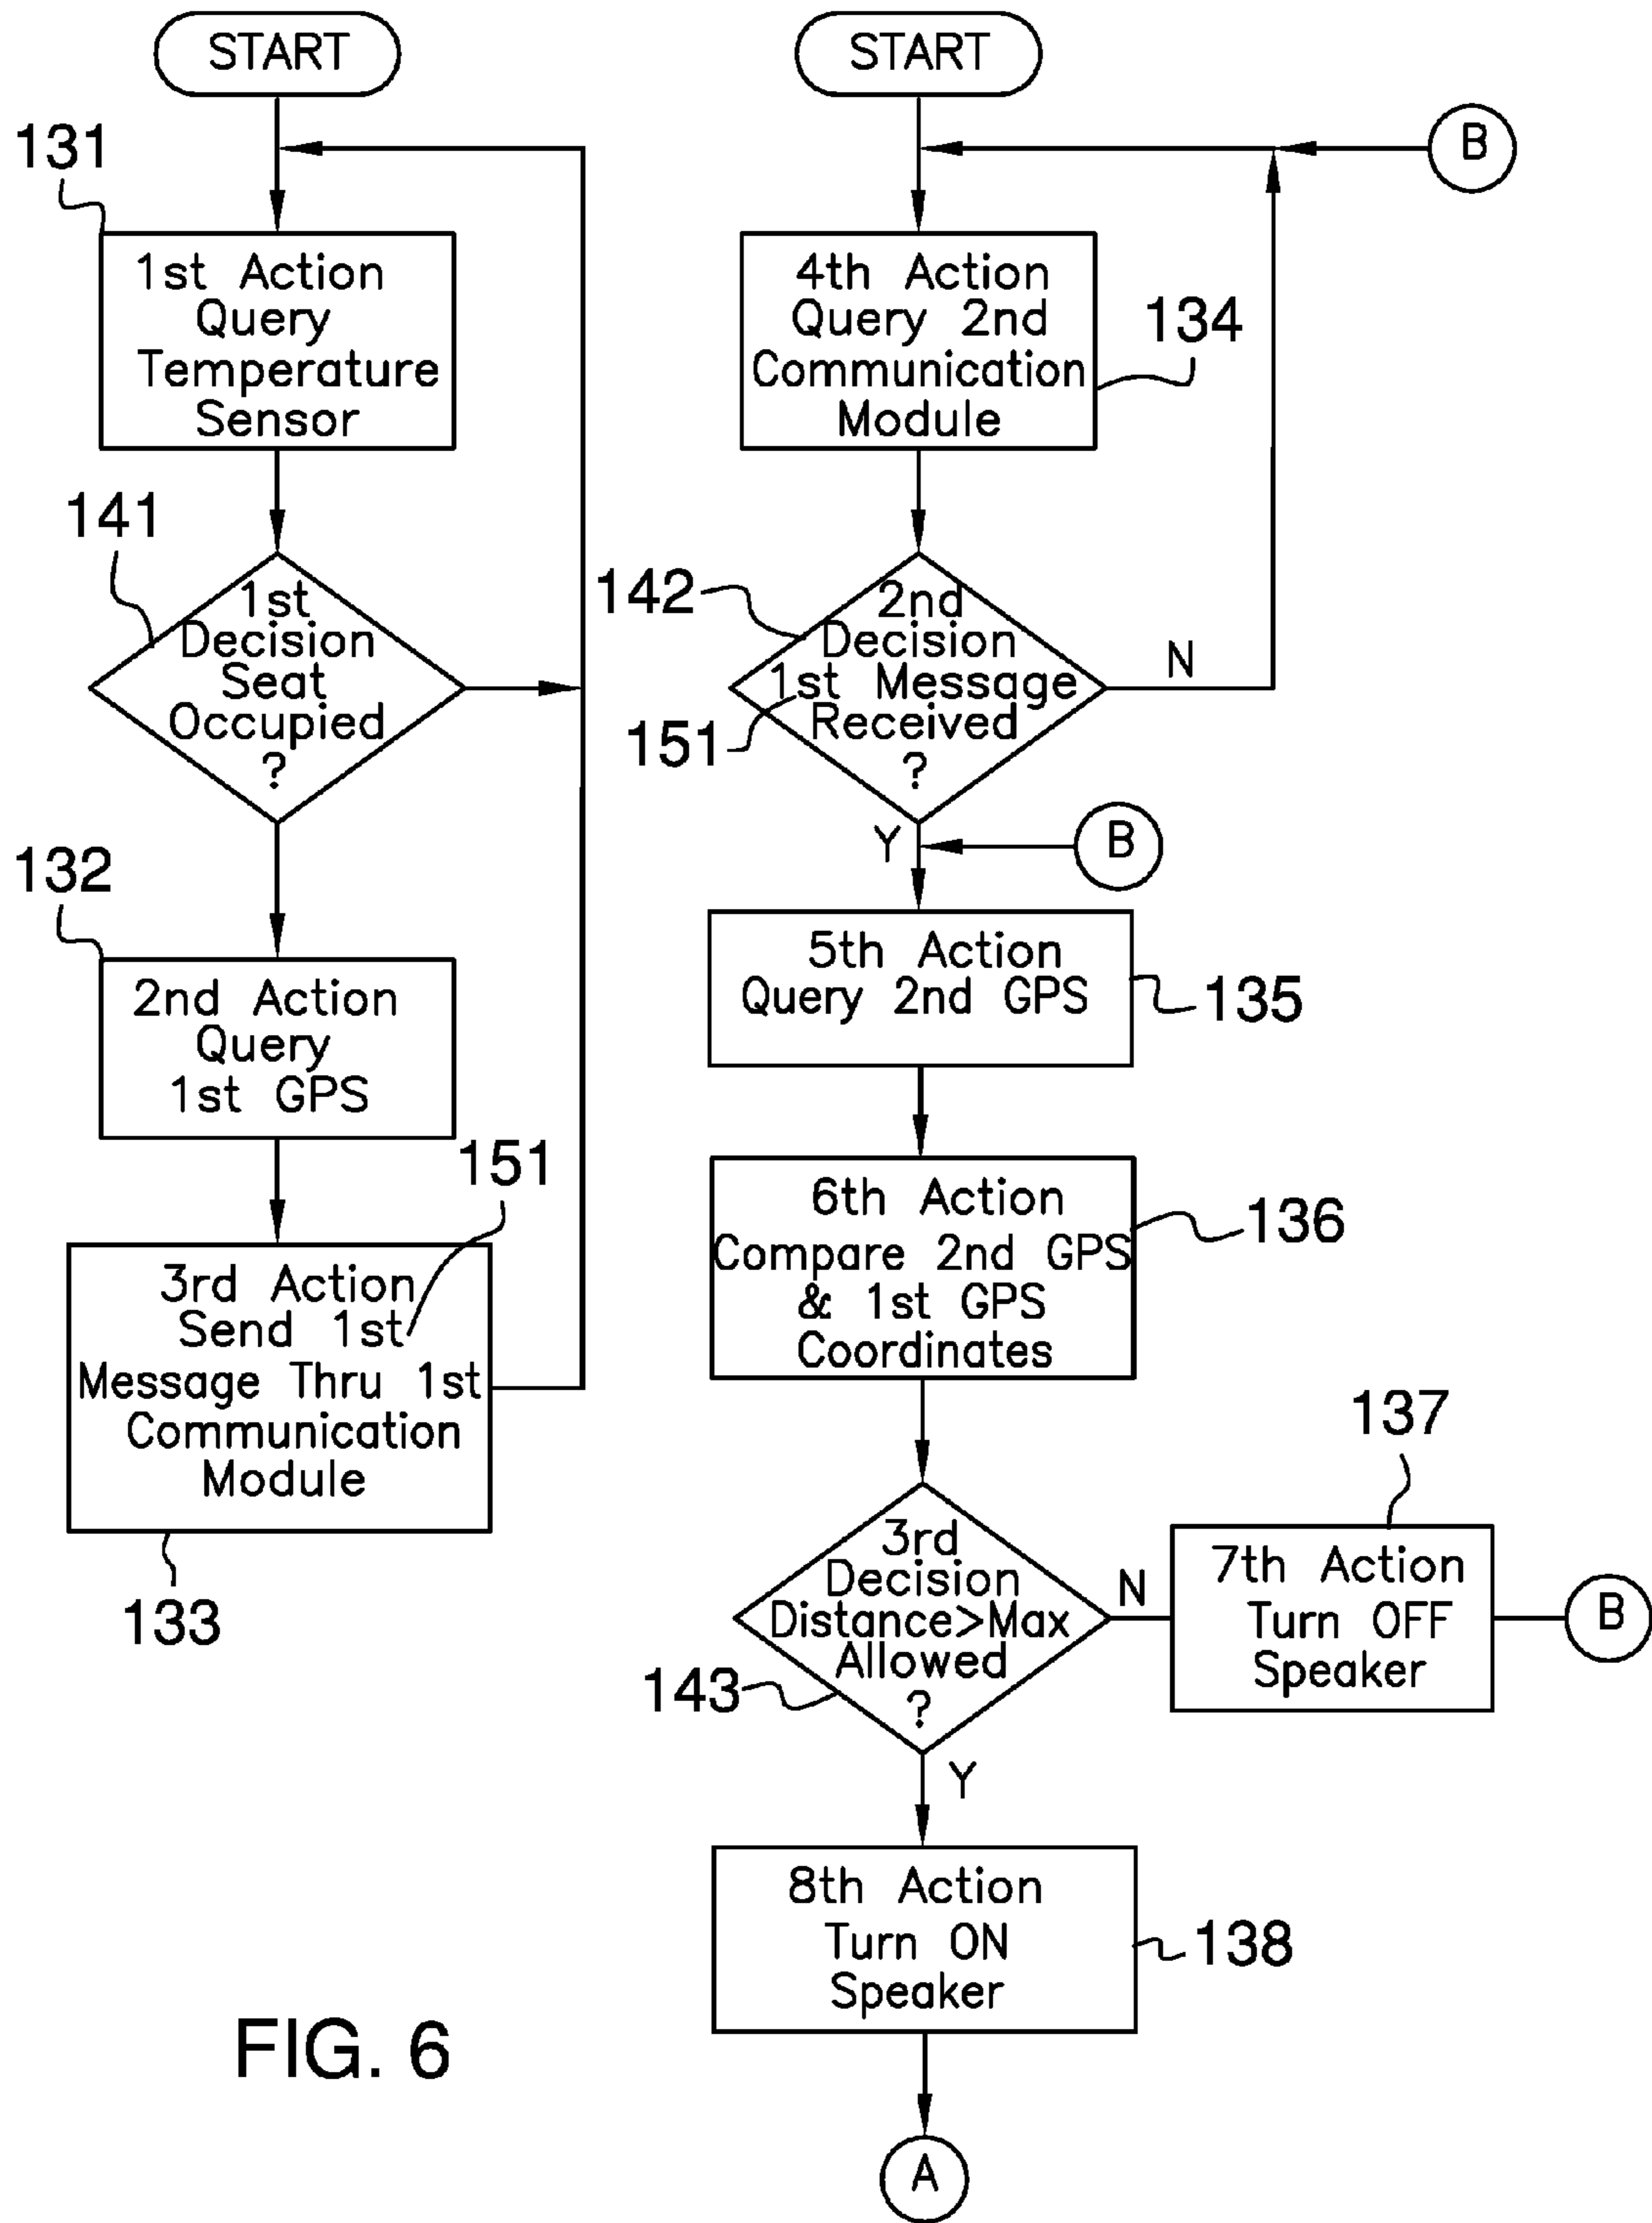 START
131
1st Action
Query
Temperature
Sensor
141
1st
Decision
Seat
Occupied
?
132
2nd Action
Query
1st GPS
151
3rd Action
Send 1st
Message Thru 1st
Communication
Module
133
START
B
4th Action
Query 2nd
Communication
Module
134
142
2nd
Decision
1st Message
Received
?
151
N
Y
B
5th Action
Query 2nd GPS
135
6th Action
Compare 2nd GPS
& 1st GPS
Coordinates
136
3rd
Decision
Distance>Max
Allowed
?
143
N
137
7th Action
Turn OFF
Speaker
B
Y
8th Action
Turn ON
Speaker
138
A
FIG. 6